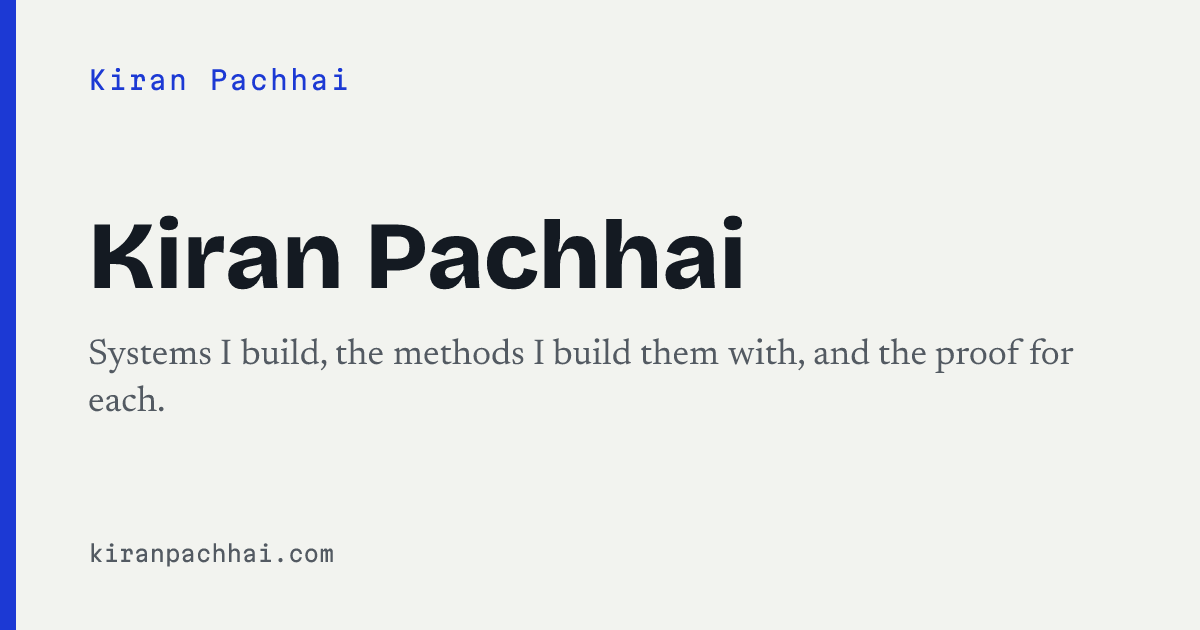 Kiran Pachhai
Kiran Pachhai
Systems I build, the methods I build them with, and the proof for
each.
kiranpachhai.com